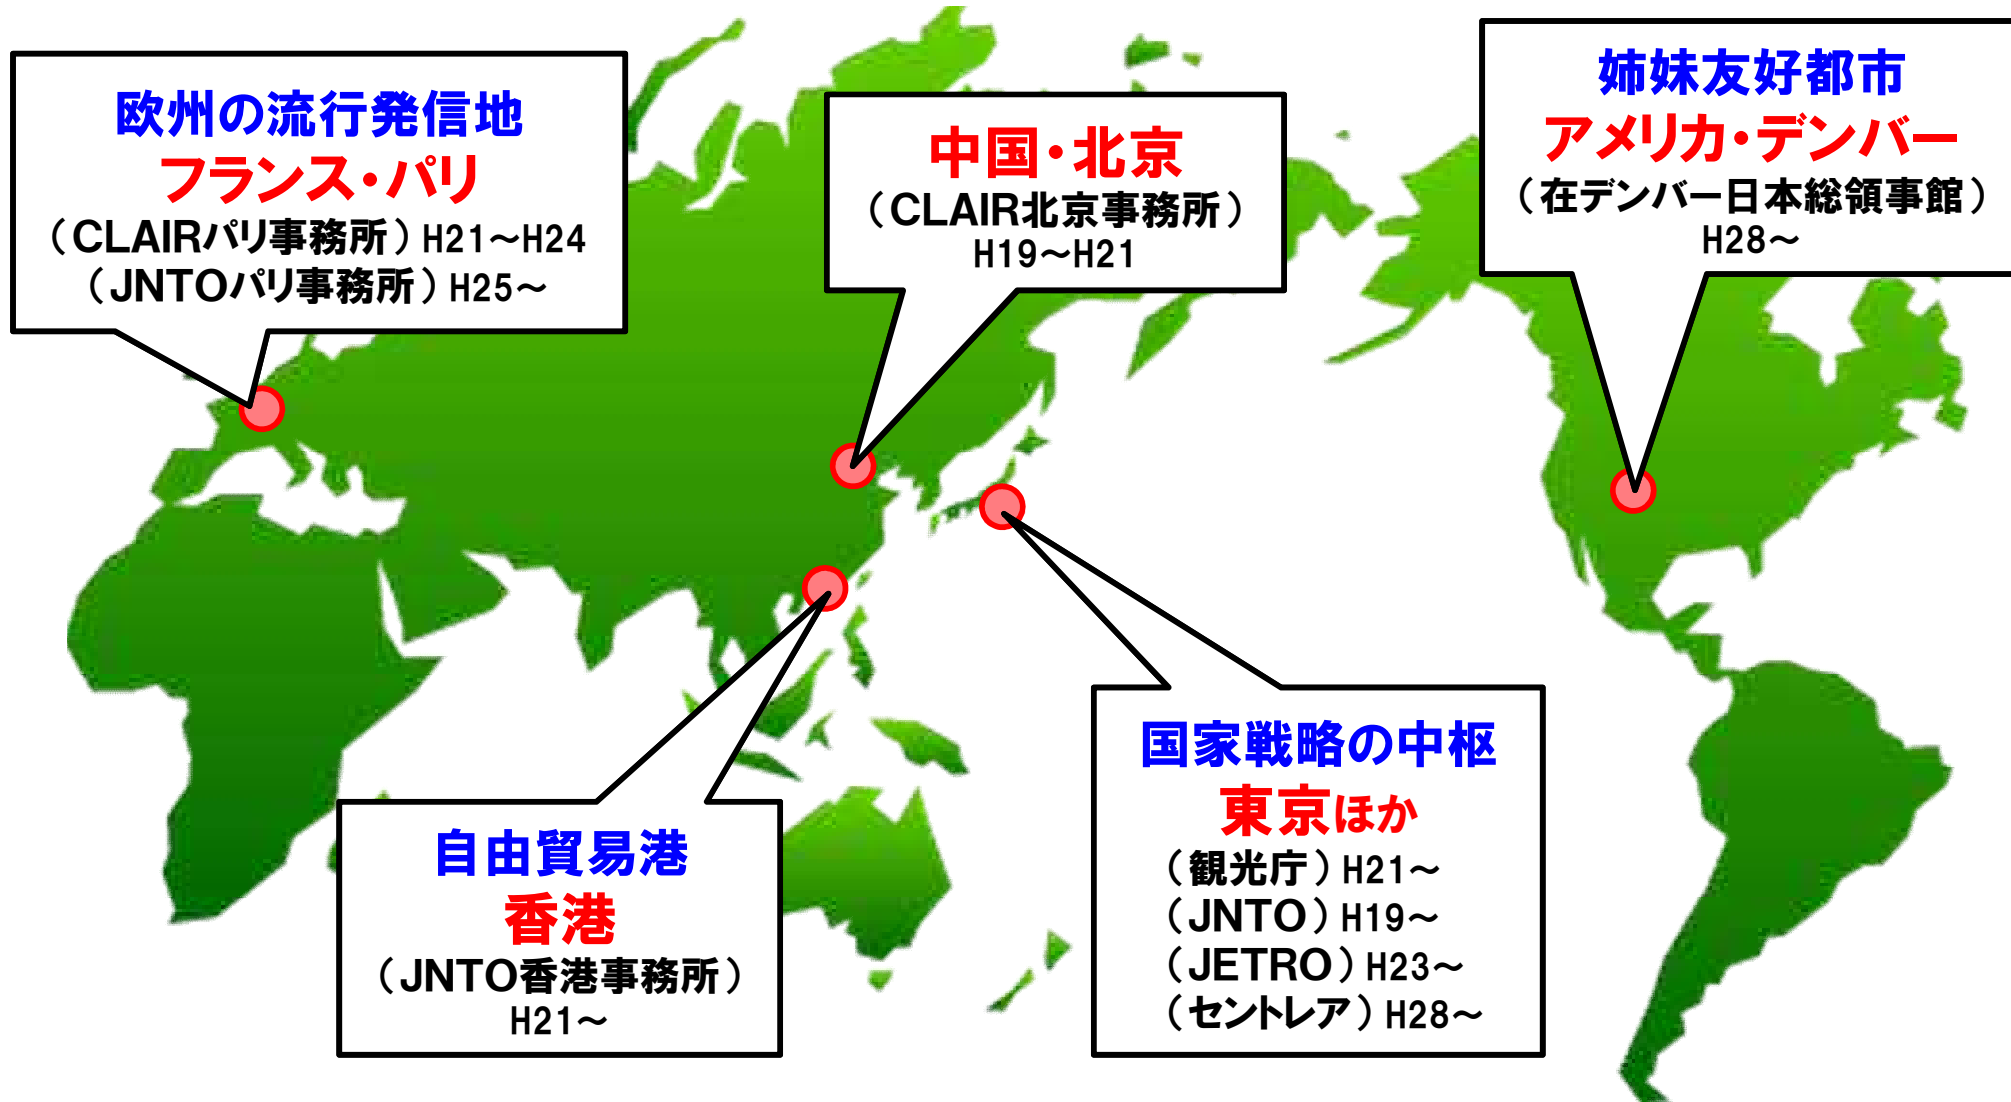 欧州の流行発信地
フランス・パリ
（CLAIRパリ事務所）H21～H24
（JNTOパリ事務所）H25～
中国・北京
（CLAIR北京事務所）
H19～H21
姉妹友好都市
アメリカ・デンバー
（在デンバー日本総領事館）
H28～
自由貿易港
香港
（JNTO香港事務所）
H21～
国家戦略の中枢
東京ほか
（観光庁）H21～
（JNTO）H19～
（JETRO）H23～
（セントレア）H28～